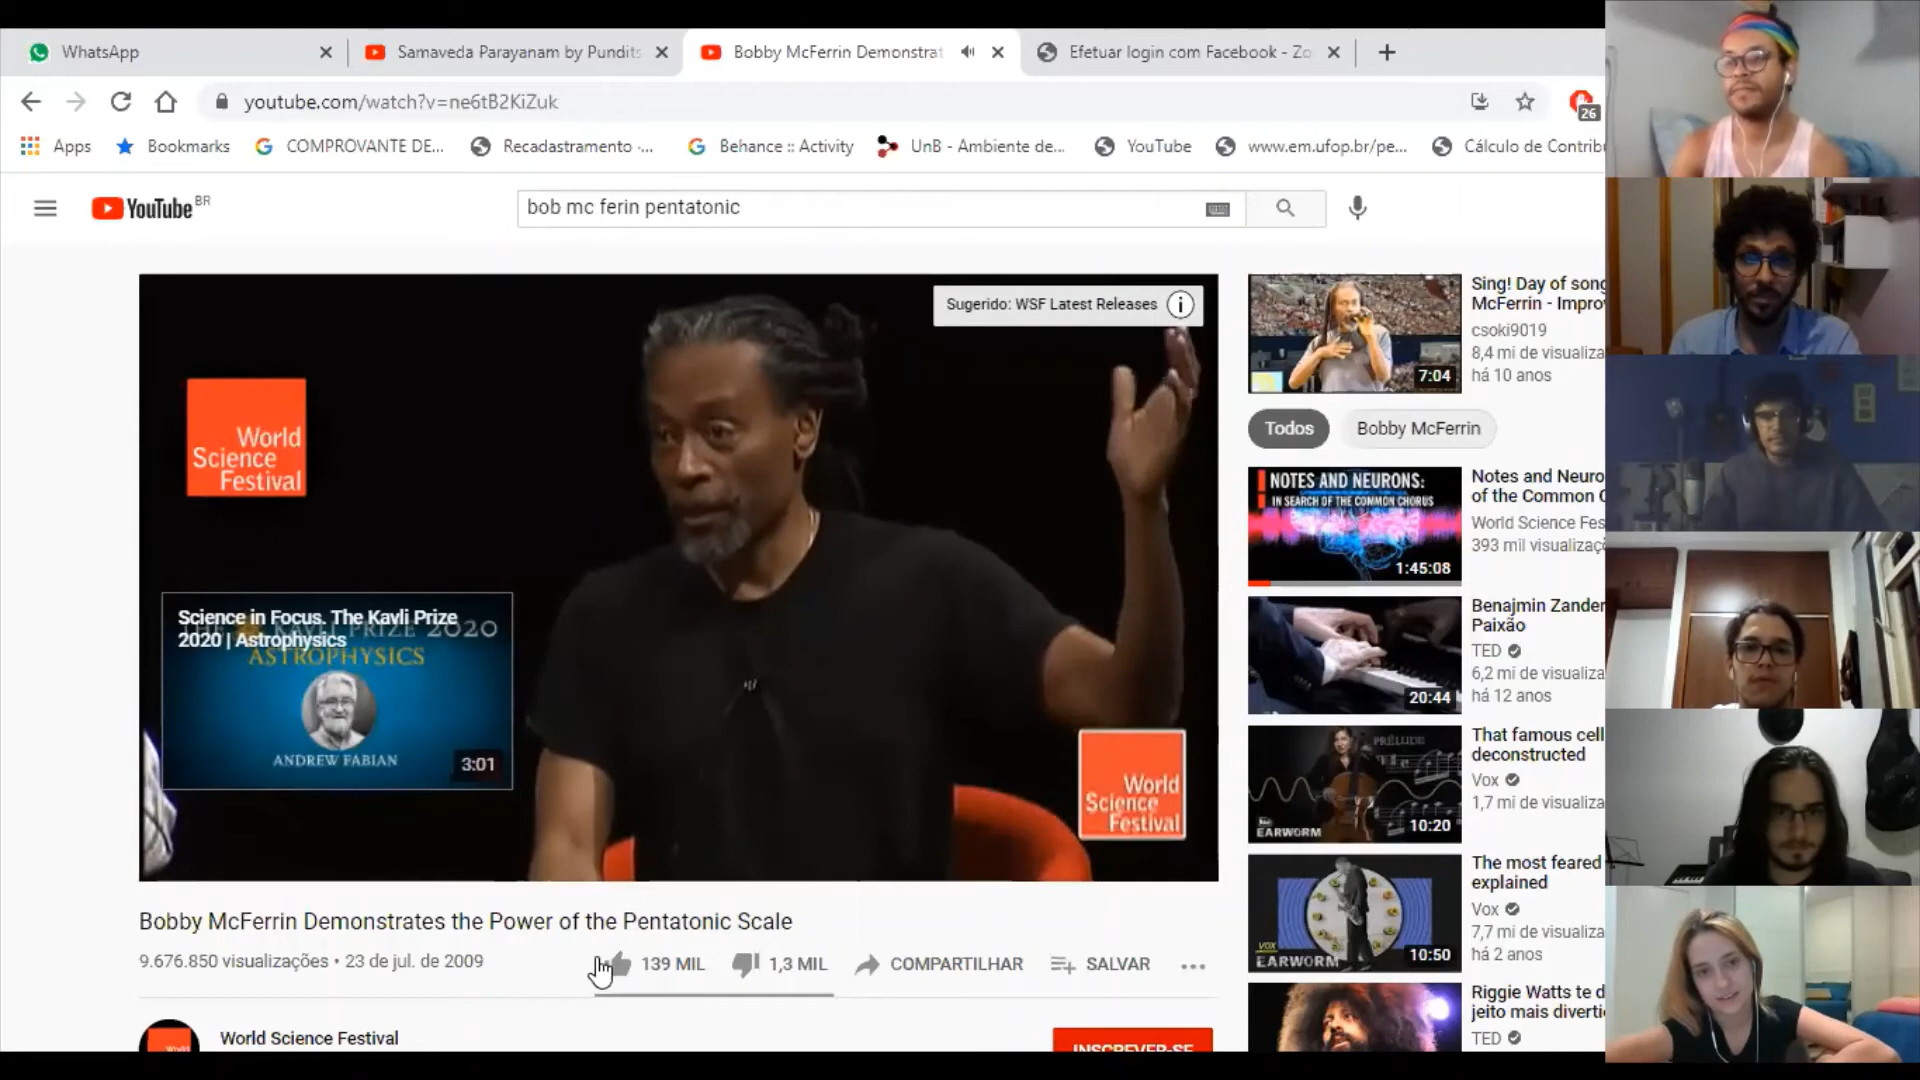 WhatsApp
Samaveda Parayanam by Pundits
Bobby McFerrin Demonstrat
Efetuar login com Facebook - Zo
youtube.com/watch?v=ne6tB2KiZuk
26
Apps
Bookmarks
COMPROVANTE DE...
Recadastramento -...
Behance :: Activity
UnB - Ambiente de...
YouTube
www.em.ufop.br/pe...
Cálculo de Contribu
YouTube BR
bob mc ferin pentatonic
Sugerido: WSF Latest Releases
World
Science
Festival
Science in Focus. The Kavli Prize
2020 | Astrophysics
PRIZE 2020
ASTROPHYSICS
ANDREW FABIAN
3:01
World
Science
Festival
Bobby McFerrin Demonstrates the Power of the Pentatonic Scale
9.676.850 visualizações • 23 de jul. de 2009
139 MIL
1,3 MIL
COMPARTILHAR
SALVAR
World Science Festival
INSCREVER-SE
7:04
Sing! Day of song
McFerrin - Impro
csoki9019
8,4 mi de visualiza
há 10 anos
Todos
Bobby McFerrin
NOTES AND NEURONS:
IN SEARCH OF THE COMMON CHORUS
1:45:08
Notes and Neuro
of the Common C
World Science Fes
393 mil visualizaç
20:44
Benajmin Zander
Paixão
TED
6,2 mi de visualiza
há 12 anos
PRÉLUDE
EARWORM
10:20
That famous cell
deconstructed
Vox
1,7 mi de visualiza
VOX
EARWORM
10:50
The most feared
explained
Vox
7,7 mi de visualiza
há 2 anos
Riggie Watts te d
jeito mais diverti
TED